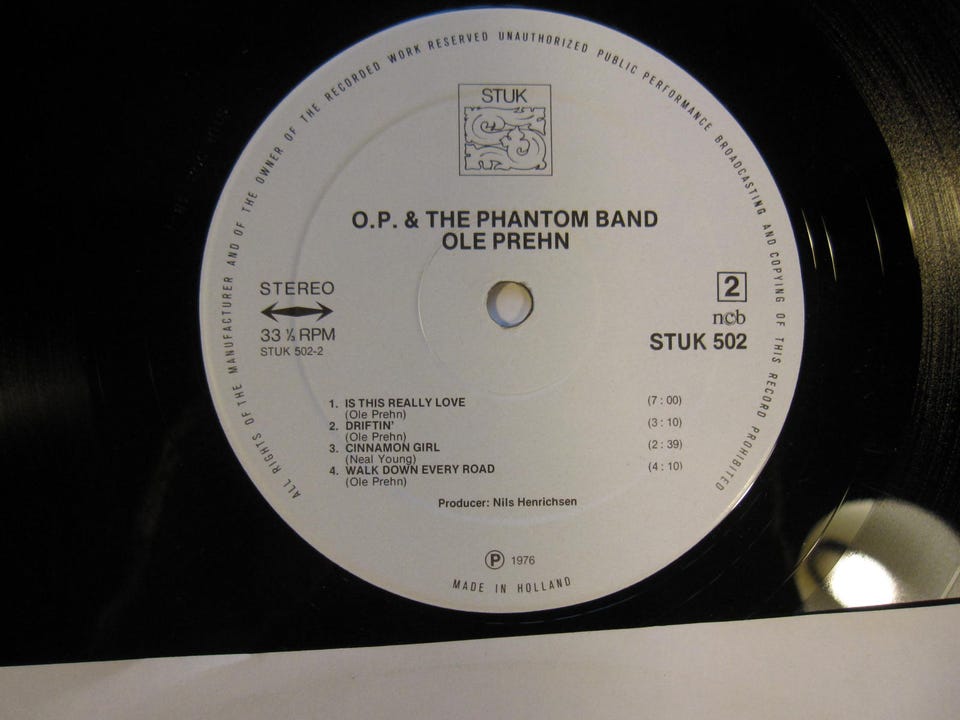 ALL RIGHTS OF THE MANUFACTURER AND OF THE OWNER OF THE RECORDED WORK RESERVED UNAUTHORIZED PUBLIC PERFORMANCE BROADCASTING AND COPYING OF THIS RECORD PROHIBITED
STUK
O.P. & THE PHANTOM BAND
OLE PREHN
STEREO
33 ⅓ RPM
STUK 502-2
2
ncb
STUK 502
1. IS THIS REALLY LOVE (7 : 00)
(Ole Prehn)
2. DRIFTIN' (3 : 10)
(Ole Prehn)
3. CINNAMON GIRL (2 : 39)
(Neal Young)
4. WALK DOWN EVERY ROAD (4 : 10)
(Ole Prehn)
Producer: Nils Henrichsen
Ⓟ 1976
MADE IN HOLLAND